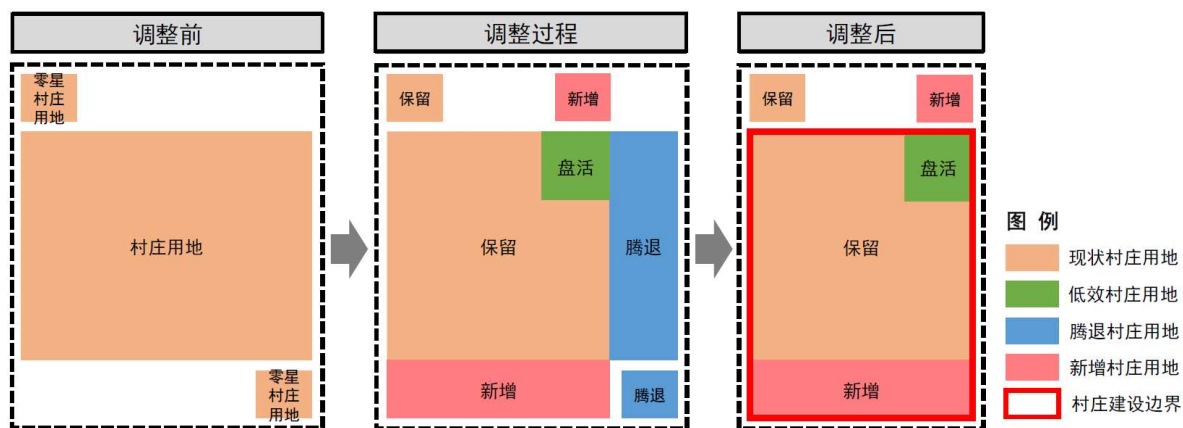 调整前
调整过程
调整后
零星
村庄
用地
村庄用地
零星
村庄
用地
保留
新增
盘活
保留
腾退
新增
腾退
保留
新增
盘活
保留
新增
图 例
现状村庄用地
低效村庄用地
腾退村庄用地
新增村庄用地
村庄建设边界